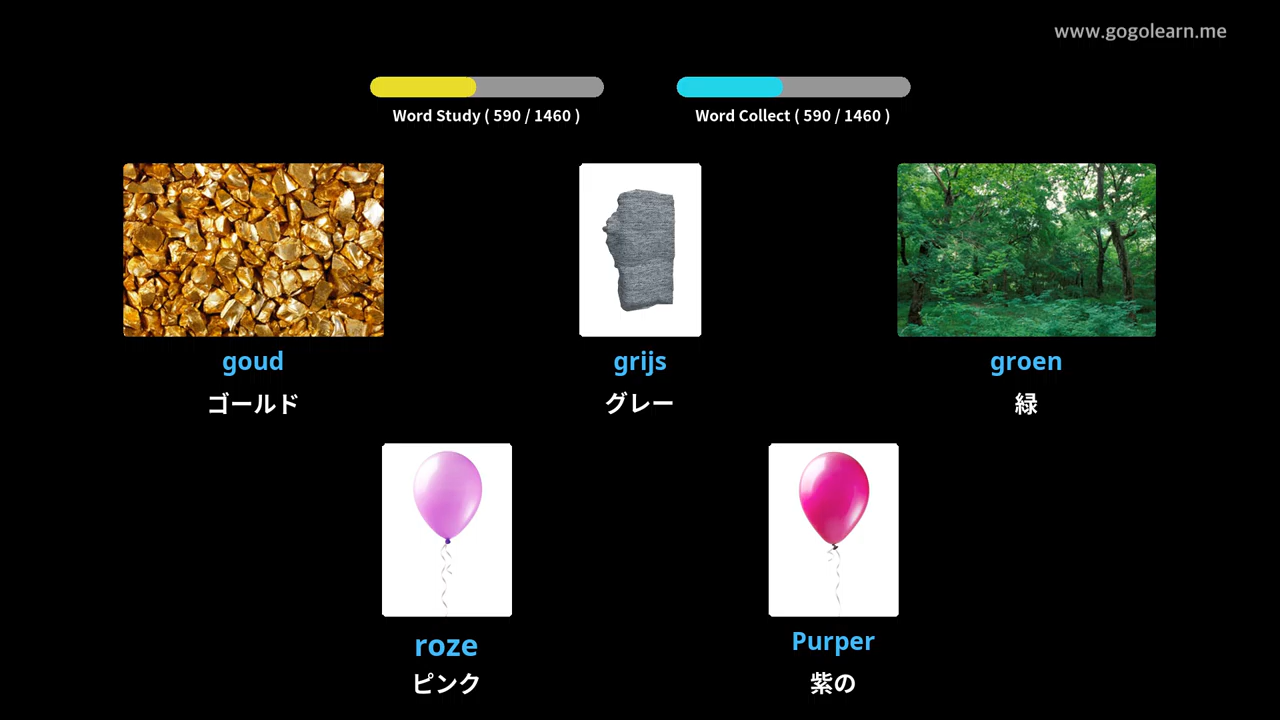 www.gogolearn.me
Word Study ( 590 / 1460 )
Word Collect ( 590 / 1460 )
goud
ゴールド
grijs
グレー
groen
緑
roze
ピンク
Purper
紫の